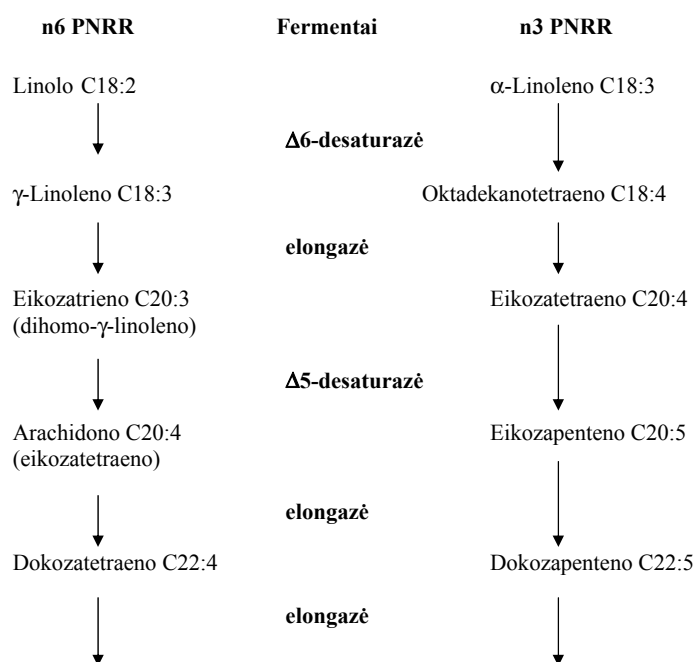 n6 PNRR Fermentai n3 PNRR
Linolo C18:2 α-Linoleno C18:3
Δ6-desaturazė
γ-Linoleno C18:3 Oktadekanotetraeno C18:4
elongazė
Eikozatrieno C20:3 Eikozatetraeno C20:4
(dihomo-γ-linoleno)
Δ5-desaturazė
Arachidono C20:4 Eikozapenteno C20:5
(eikozatetraeno)
elongazė
Dokozatetraeno C22:4 Dokozapenteno C22:5
elongazė